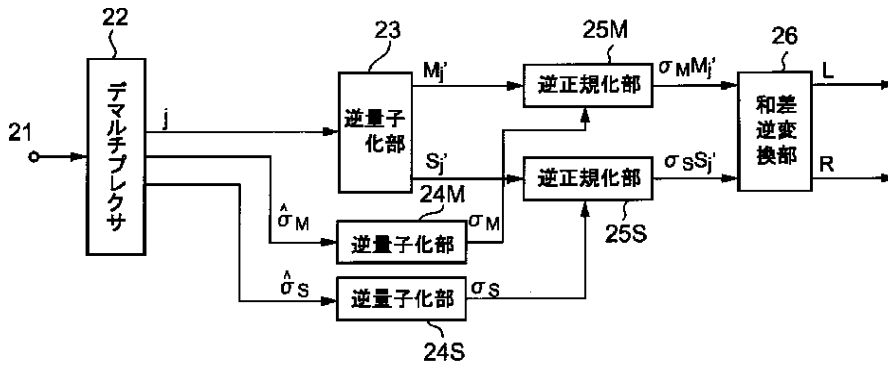 22
デマルチプレクサ
21
j
σ̂M
σ̂S
23
逆量子化部
Mj'
Sj'
24M
逆量子化部
σM
逆量子化部
σS
24S
25M
逆正規化部
σMMj'
逆正規化部
σSSj'
25S
26
和差逆変換部
L
R